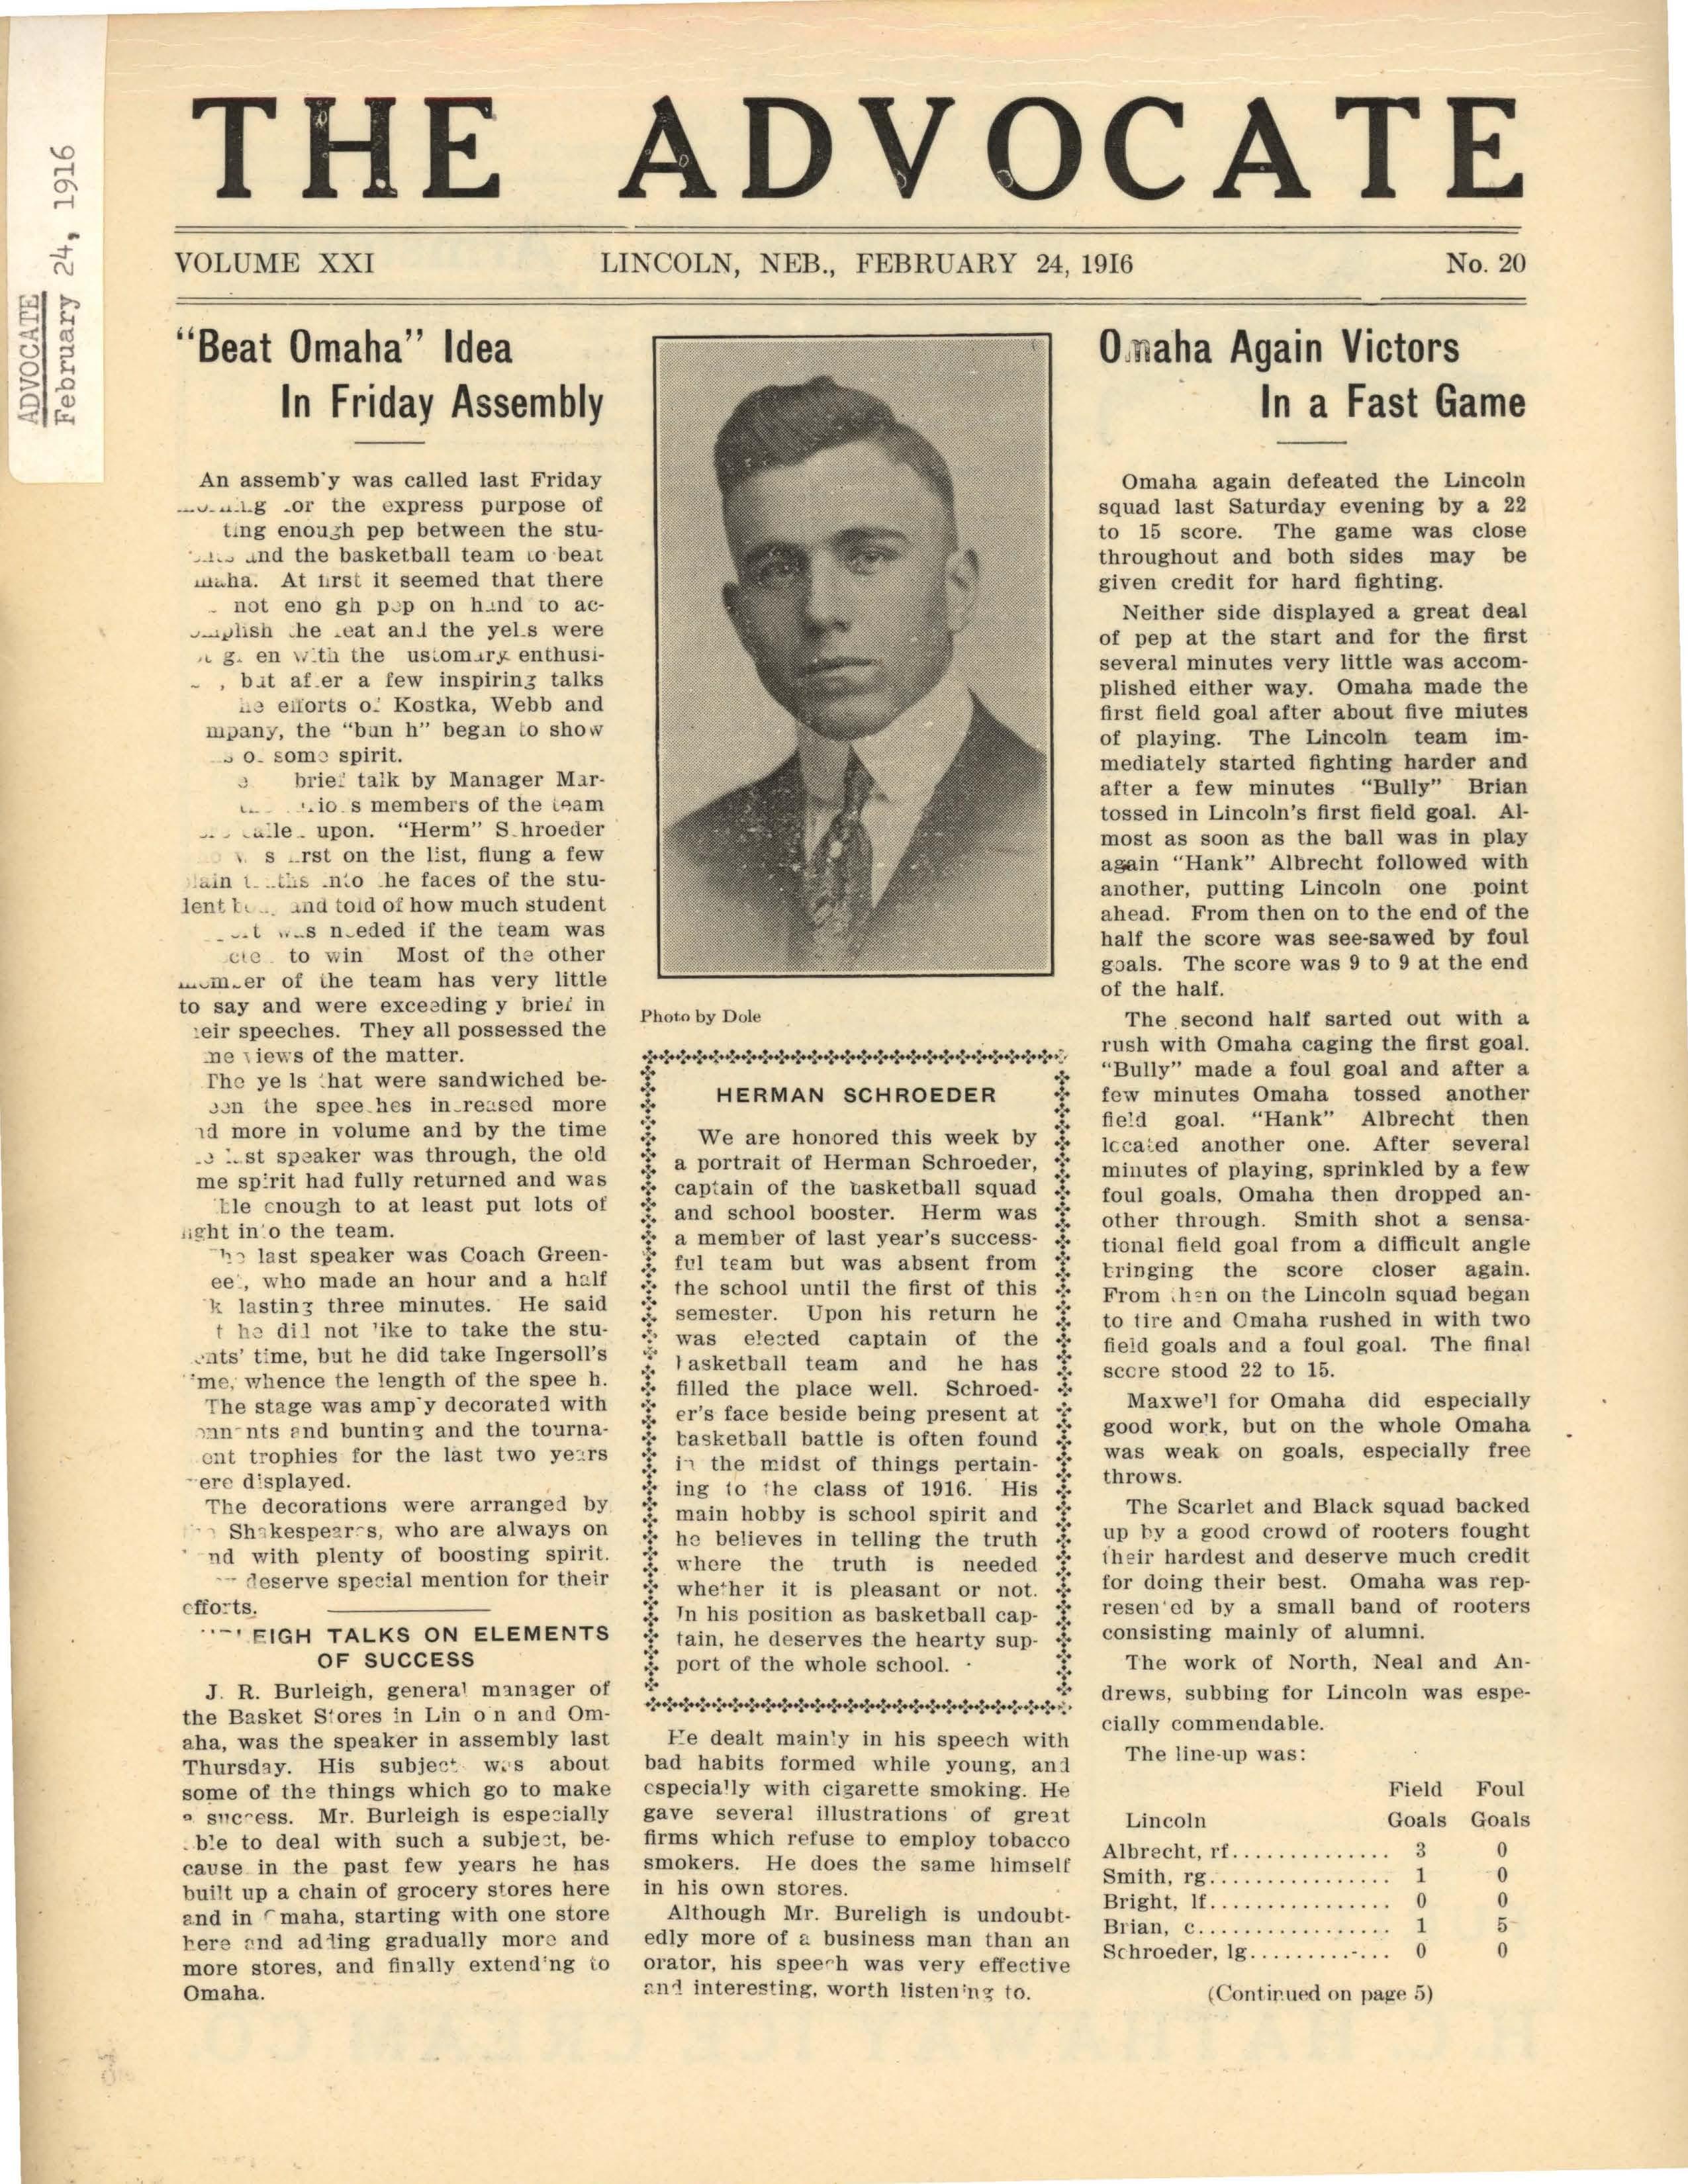 ADVOCATE
February 24, 1916
THE ADVOCATE
VOLUME XXI LINCOLN, NEB., FEBRUARY 24, 1916 No. 20
"Beat Omaha" Idea
In Friday Assembly
An assemb'y was called last Friday
the express purpose of
enough pep between the stu-
and the basketball team to beat
At first it seemed that there
not pep on hand to ac-
and the were
with the enthusi-
but after a few inspiring talks
efforts of Kostka, Webb and
the began to show
some spirit.
brief talk by Manager Mar-
members of the team
upon. "Herm"
on the list, flung a few
the faces of the stu-
and told of how much student
needed if the team was
to win Most of the other
of the team has very little
to say and were brief in
speeches. They all possessed the
views of the matter.
The that were sandwiched be-
the more
more in volume and by the time
speaker was through, the old
spirit had fully returned and was
enough to at least put lots of
into the team.
last speaker was Coach Green-
who made an hour and a half
lasting three minutes. He said
he did not like to take the stu-
time, but he did take Ingersoll's
whence the length of the
The stage was amp'y decorated with
and bunting and the tourna-
trophies for the last two years
displayed.
The decorations were arranged by
Shakespeares, who are always on
with plenty of boosting spirit.
deserve special mention for their
efforts.
EIGH TALKS ON ELEMENTS
OF SUCCESS
J. R. Burleigh, general manager of
the Basket Stores in and Om-
aha, was the speaker in assembly last
Thursday. His subject was about
some of the things which go to make
a success. Mr. Burleigh is especially
to deal with such a subject, be-
cause in the past few years he has
built up a chain of grocery stores here
and in maha, starting with one store
here and adding gradually more and
more stores, and finally extending to
Omaha.
Photo by Dole
HERMAN SCHROEDER
We are honored this week by
a portrait of Herman Schroeder,
captain of the basketball squad
and school booster. Herm was
a member of last year's success-
ful team but was absent from
the school until the first of this
semester. Upon his return he
was elected captain of the
basketball team and he has
filled the place well. Schroed-
er's face beside being present at
basketball battle is often found
in the midst of things pertain-
ing to the class of 1916. His
main hobby is school spirit and
he believes in telling the truth
where the truth is needed
whether it is pleasant or not.
In his position as basketball cap-
tain, he deserves the hearty sup-
port of the whole school.
He dealt mainly in his speech with
bad habits formed while young, and
especially with cigarette smoking. He
gave several illustrations of great
firms which refuse to employ tobacco
smokers. He does the same himself
in his own stores.
Although Mr. Bureligh is undoubt-
edly more of a business man than an
orator, his speech was very effective
and interesting, worth listening to.
Omaha Again Victors
In a Fast Game
Omaha again defeated the Lincoln
squad last Saturday evening by a 22
to 15 score. The game was close
throughout and both sides may be
given credit for hard fighting.
Neither side displayed a great deal
of pep at the start and for the first
several minutes very little was accom-
plished either way. Omaha made the
first field goal after about five miutes
of playing. The Lincoln team im-
mediately started fighting harder and
after a few minutes "Bully" Brian
tossed in Lincoln's first field goal. Al-
most as soon as the ball was in play
again "Hank" Albrecht followed with
another, putting Lincoln one point
ahead. From then on to the end of the
half the score was see-sawed by foul
goals. The score was 9 to 9 at the end
of the half.
The second half sarted out with a
rush with Omaha caging the first goal.
"Bully" made a foul goal and after a
few minutes Omaha tossed another
field goal. "Hank" Albrecht then
located another one. After several
minutes of playing, sprinkled by a few
foul goals, Omaha then dropped an-
other through. Smith shot a sensa-
tional field goal from a difficult angle
bringing the score closer again.
From then on the Lincoln squad began
to tire and Omaha rushed in with two
field goals and a foul goal. The final
score stood 22 to 15.
Maxwell for Omaha did especially
good work, but on the whole Omaha
was weak on goals, especially free
throws.
The Scarlet and Black squad backed
up by a good crowd of rooters fought
their hardest and deserve much credit
for doing their best. Omaha was rep-
resented by a small band of rooters
consisting mainly of alumni.
The work of North, Neal and An-
drews, subbing for Lincoln was espe-
cially commendable.
The line-up was:
Field Foul
Lincoln Goals Goals
Albrecht, rf.............. 3 0
Smith, rg................. 1 0
Bright, lf................ 0 0
Brian, c.................. 1 5
Schroeder, lg............. 0 0
(Continued on page 5)